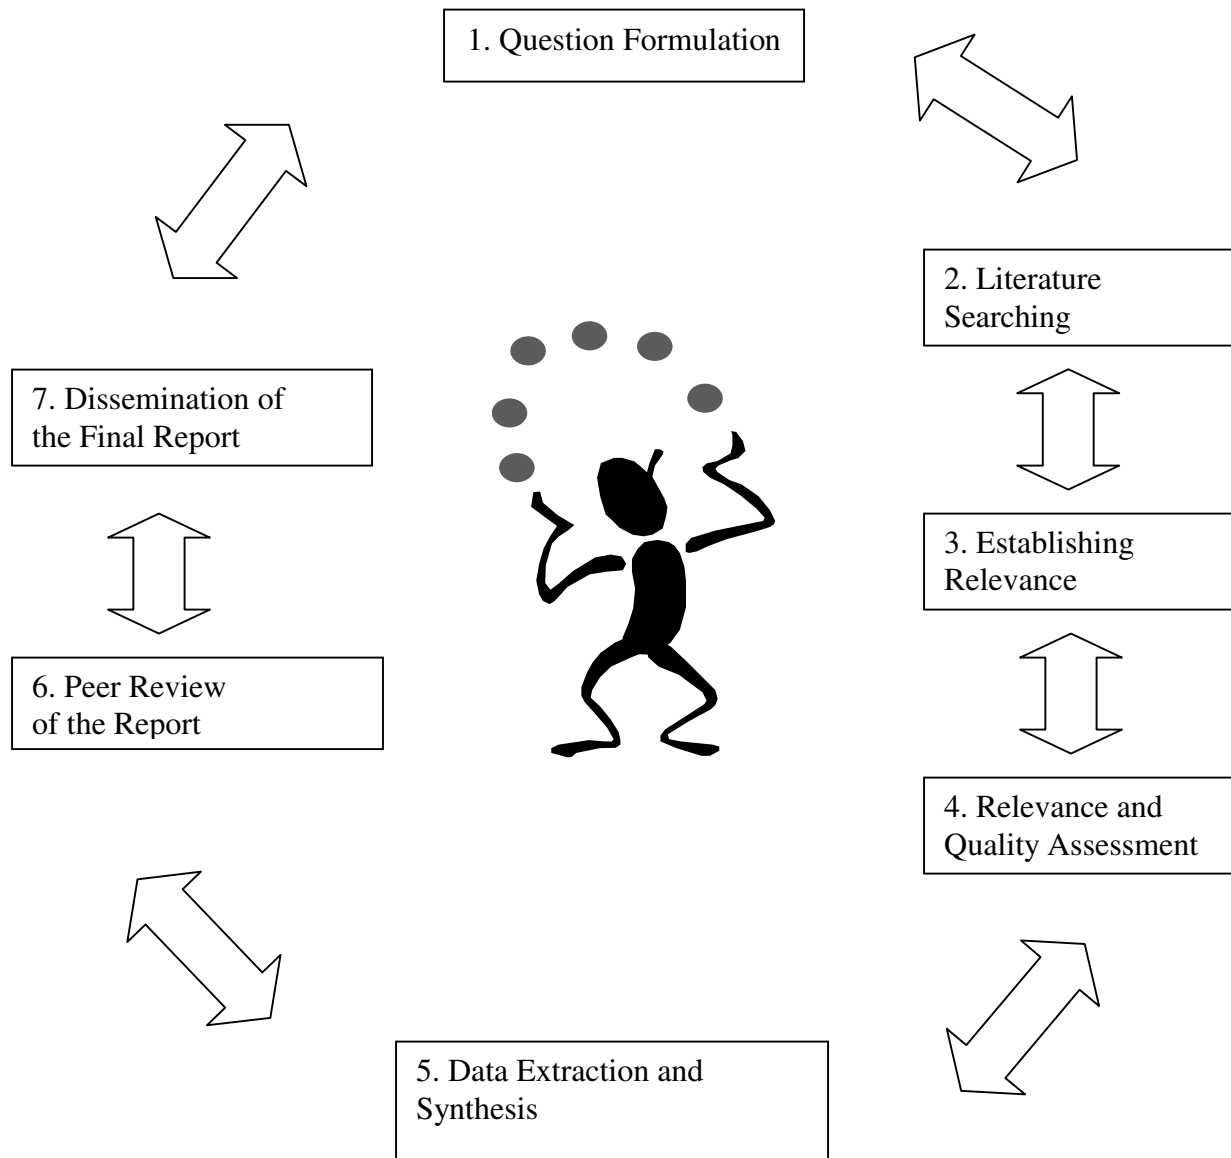 1. Question Formulation
2. Literature
Searching
3. Establishing
Relevance
4. Relevance and
Quality Assessment
5. Data Extraction and
Synthesis
6. Peer Review
of the Report
7. Dissemination of
the Final Report